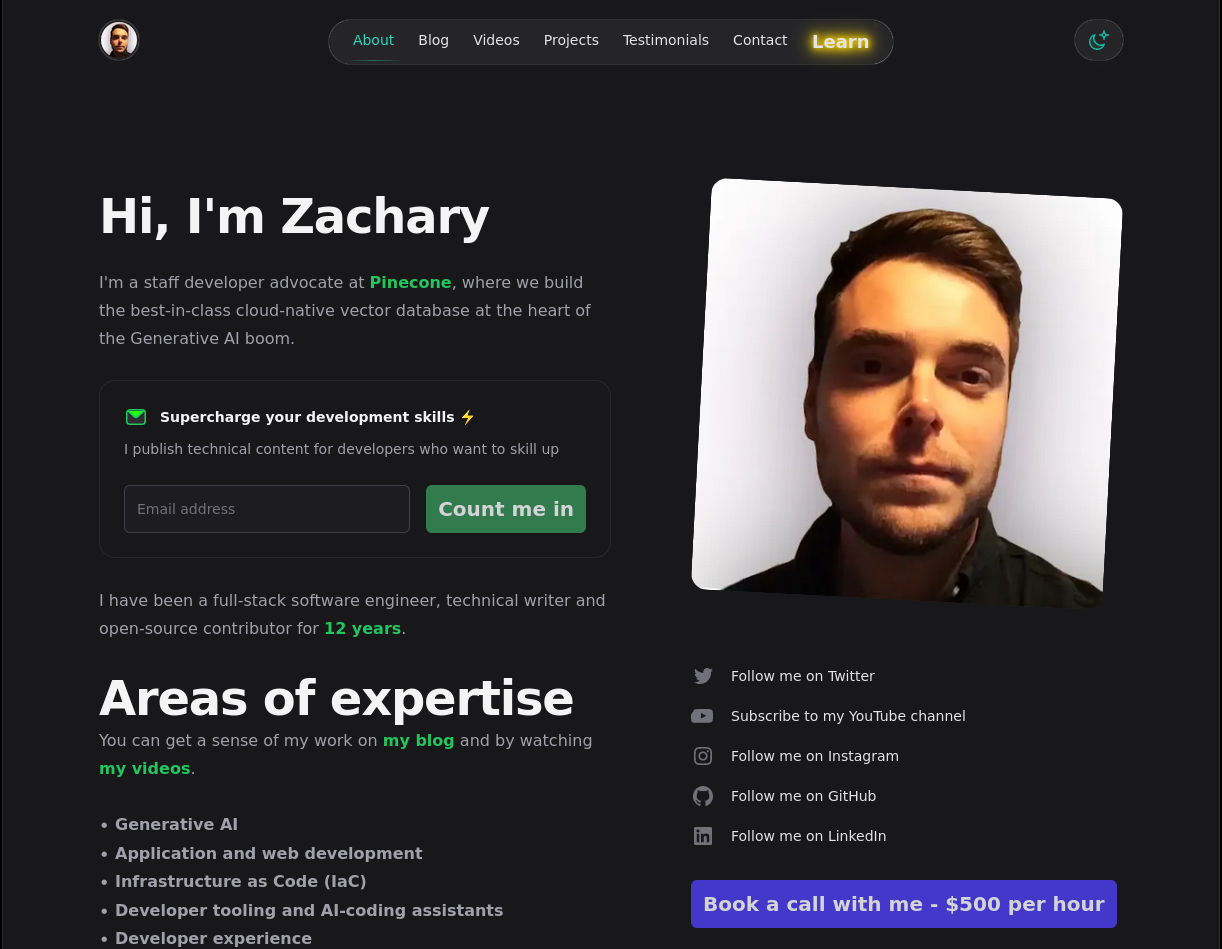 About Blog Videos Projects Testimonials Contact Learn
Hi, I'm Zachary
I'm a staff developer advocate at Pinecone, where we build
the best-in-class cloud-native vector database at the heart of
the Generative AI boom.
Supercharge your development skills ⚡
I publish technical content for developers who want to skill up
Email address
Count me in
I have been a full-stack software engineer, technical writer and
open-source contributor for 12 years.
Areas of expertise
You can get a sense of my work on my blog and by watching
my videos.
• Generative AI
• Application and web development
• Infrastructure as Code (IaC)
• Developer tooling and AI-coding assistants
• Developer experience
Follow me on Twitter
Subscribe to my YouTube channel
Follow me on Instagram
Follow me on GitHub
Follow me on LinkedIn
Book a call with me - $500 per hour